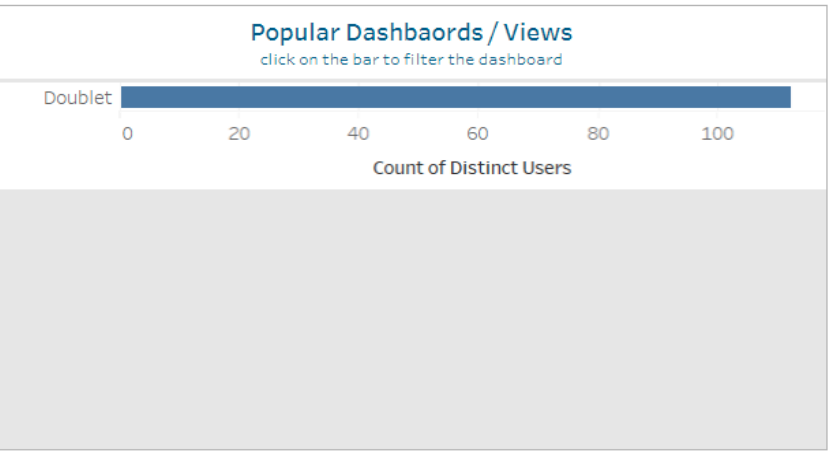 Popular Dashbaords / Views
click on the bar to filter the dashboard
Doublet
0 20 40 60 80 100
Count of Distinct Users